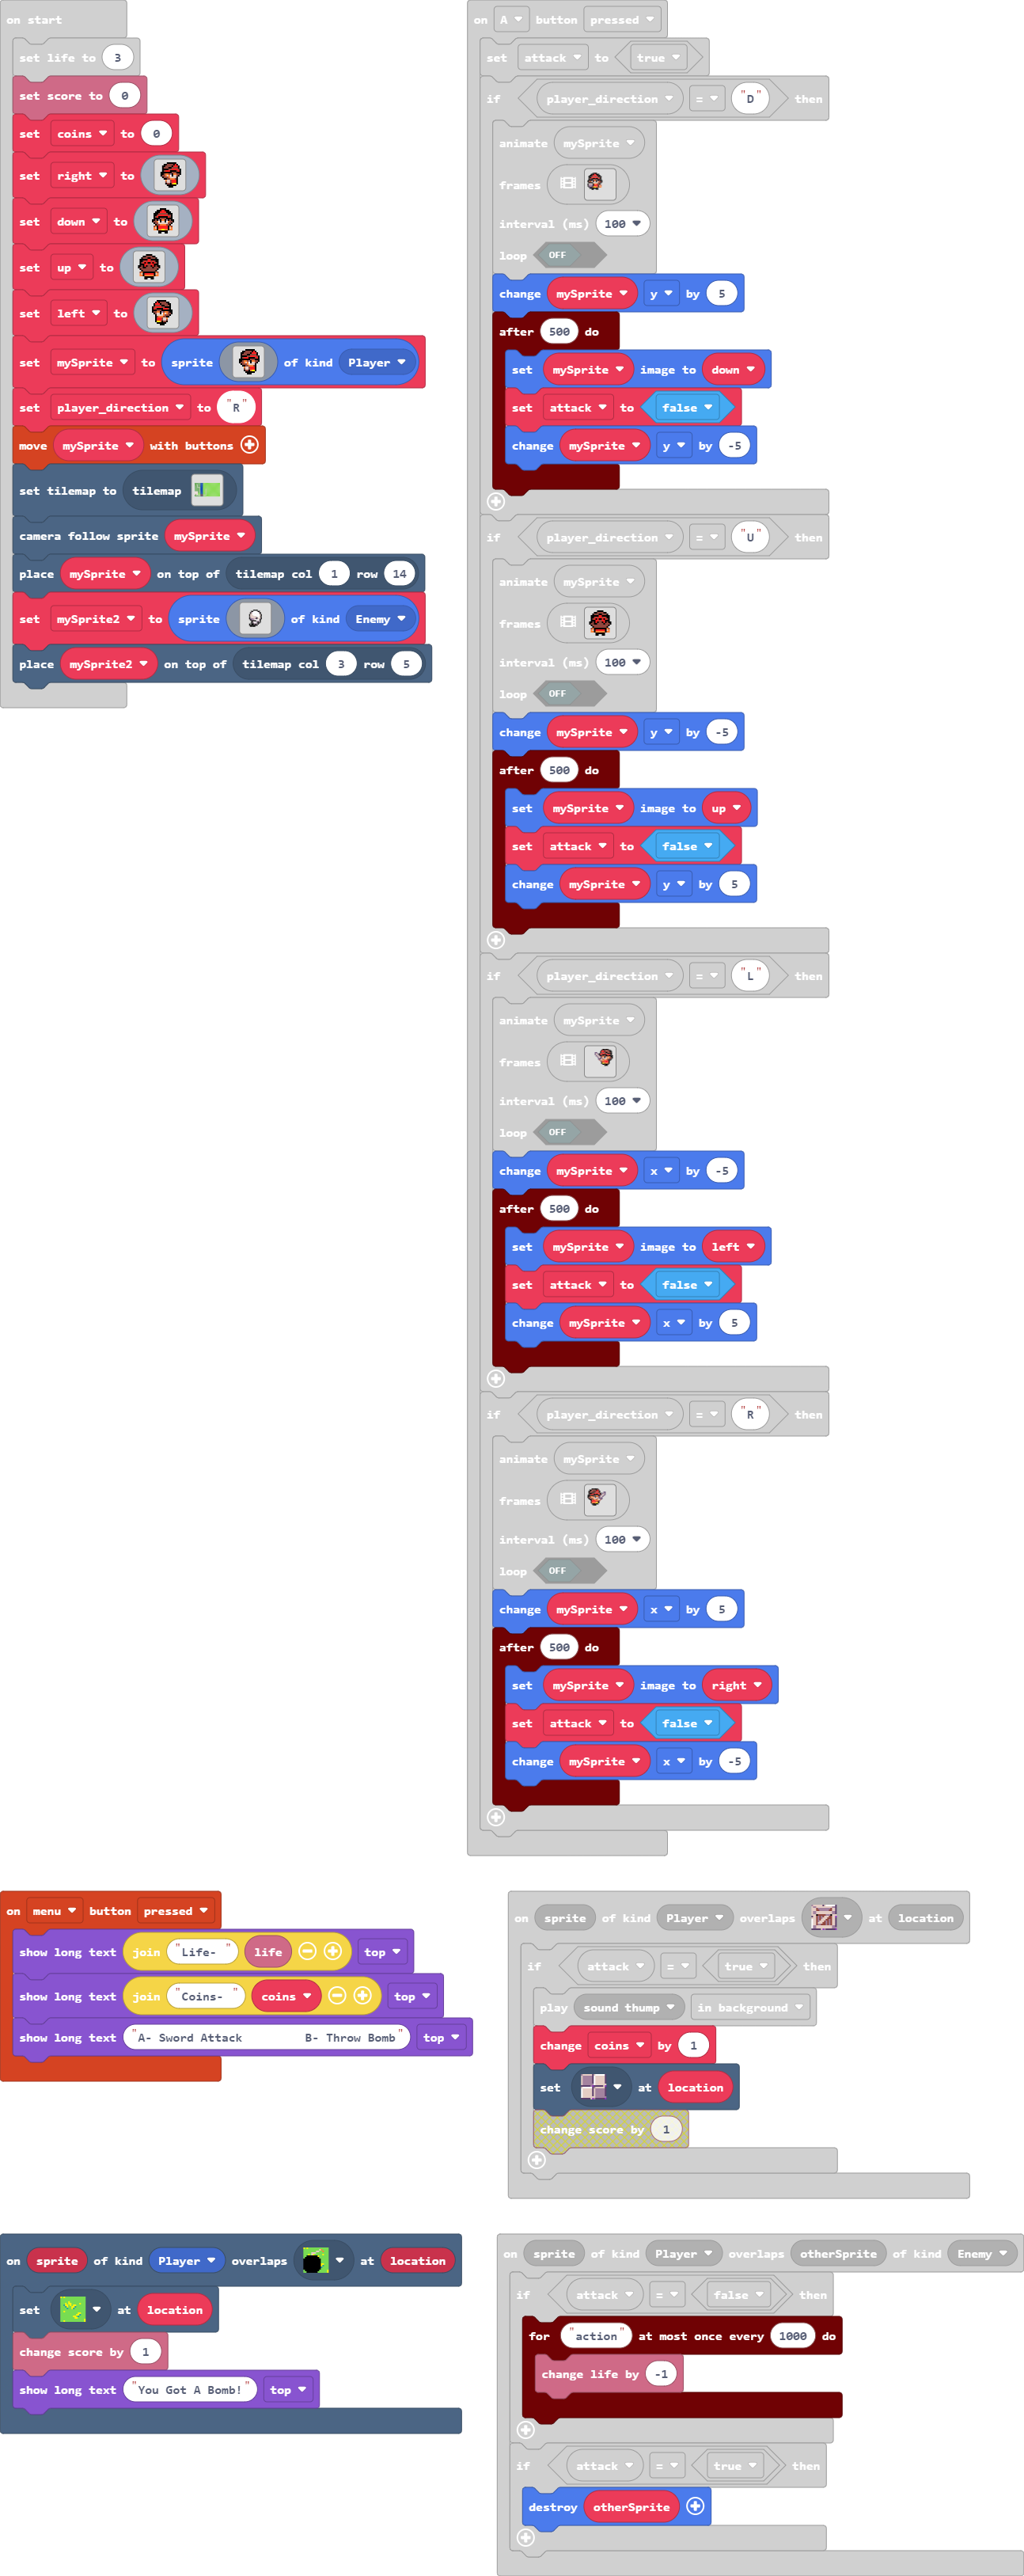 on start
set life to 3
set score to 0
set coins to 0
set right to
set down to
set up to
set left to
set mySprite to sprite of kind Player
set player_direction to "R"
move mySprite with buttons
set tilemap to tilemap
camera follow sprite mySprite
place mySprite on top of tilemap col 1 row 14
set mySprite2 to sprite of kind Enemy
place mySprite2 on top of tilemap col 3 row 5
on A button pressed
set attack to true
if player_direction = "D" then
animate mySprite
frames
interval (ms) 100
loop OFF
change mySprite y by 5
after 500 do
set mySprite image to down
set attack to false
change mySprite y by -5
if player_direction = "U" then
animate mySprite
frames
interval (ms) 100
loop OFF
change mySprite y by -5
after 500 do
set mySprite image to up
set attack to false
change mySprite y by 5
if player_direction = "L" then
animate mySprite
frames
interval (ms) 100
loop OFF
change mySprite x by -5
after 500 do
set mySprite image to left
set attack to false
change mySprite x by 5
if player_direction = "R" then
animate mySprite
frames
interval (ms) 100
loop OFF
change mySprite x by 5
after 500 do
set mySprite image to right
set attack to false
change mySprite x by -5
on menu button pressed
show long text join "Life- " life top
show long text join "Coins- " coins top
show long text "A- Sword Attack B- Throw Bomb" top
on sprite of kind Player overlaps at location
if attack = true then
play sound thump in background
change coins by 1
set at location
change score by 1
on sprite of kind Player overlaps at location
set at location
change score by 1
show long text "You Got A Bomb!" top
on sprite of kind Player overlaps otherSprite of kind Enemy
if attack = false then
for "action" at most once every 1000 do
change life by -1
if attack = true then
destroy otherSprite